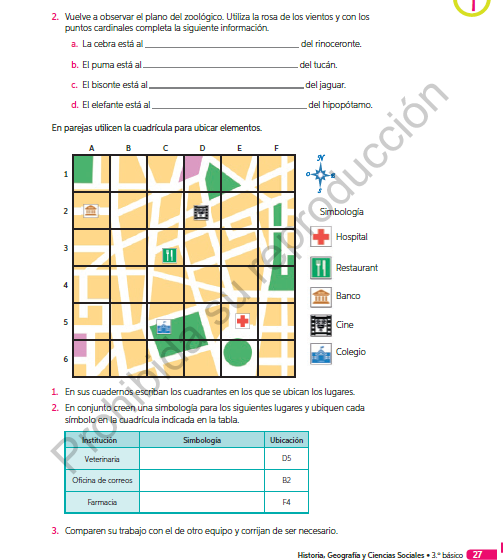 2. Vuelve a observar el plano del zoológico. Utiliza la rosa de los vientos y con los
puntos cardinales completa la siguiente información.
a. La cebra está al ______ del rinoceronte.
b. El puma está al ______ del tucán.
c. El bisonte está al ______ del jaguar.
d. El elefante está al ______ del hipopótamo.
En parejas utilicen la cuadrícula para ubicar elementos.
A B C D E F
1
2
3
4
5
6
N
O E
S
Simbología
Hospital
Restaurant
Banco
Cine
Colegio
1. En sus cuadernos escriban los cuadrantes en los que se ubican los lugares.
2. En conjunto creen una simbología para los siguientes lugares y ubiquen cada
símbolo en la cuadrícula indicada en la tabla.
Institución Simbología Ubicación
Veterinaria D5
Oficina de correos B2
Farmacia F4
3. Comparen su trabajo con el de otro equipo y corrijan de ser necesario.
Historia, Geografía y Ciencias Sociales • 3.° básico 27
Prohibida su reproducción